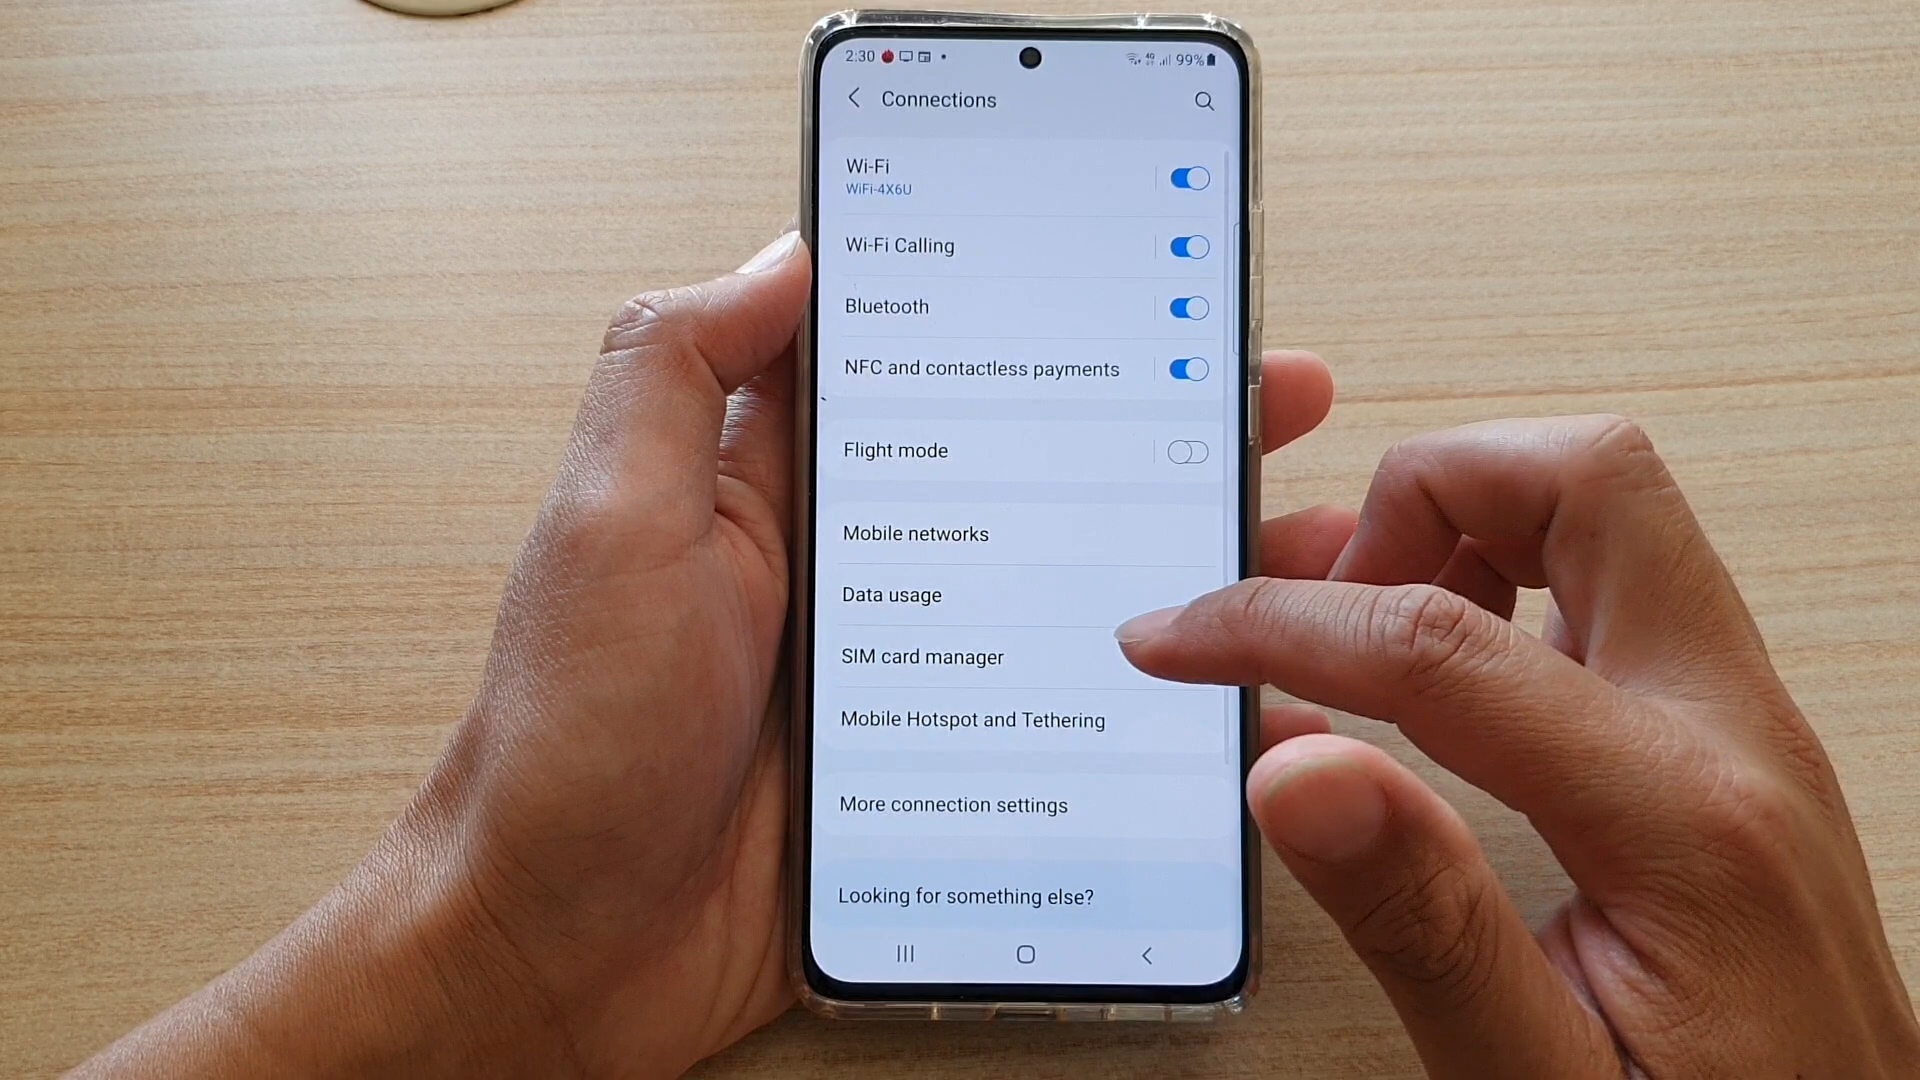 2:30 99%
Connections
Wi-Fi
WiFi-4X6U
Wi-Fi Calling
Bluetooth
NFC and contactless payments
Flight mode
Mobile networks
Data usage
SIM card manager
Mobile Hotspot and Tethering
More connection settings
Looking for something else?